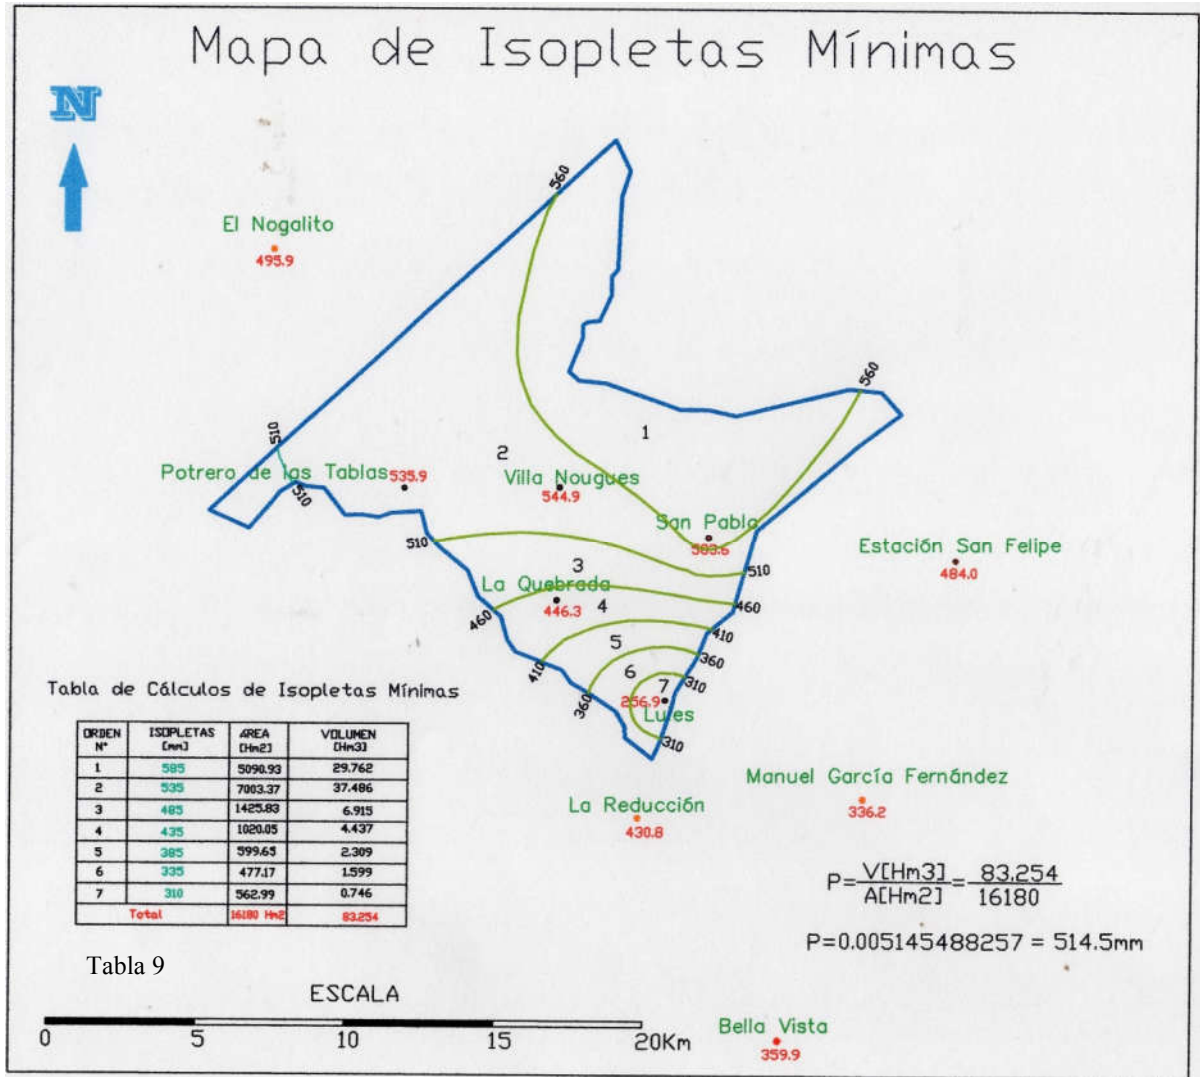 Mapa de Isopletas Mínimas
N
560
El Nogalito
495.9
560
1
510
2
Potrero de las Tablas
535.9
Villa Nougues
544.9
510
San Pablo
583.6
Estación San Felipe
484.0
510
510
3
La Quebrada
446.3
4
460
460
410
5
410
360
6
7
310
256.9
Lules
360
310
Tabla de Cálculos de Isopletas Mínimas
ORDEN N° ISOPLETAS [mm] AREA [Hm2] VOLUMEN [Hm3]
1 585 5090.93 29.762
2 535 7003.37 37.486
3 485 1425.83 6.915
4 435 1020.05 4.437
5 385 599.65 2.309
6 335 477.17 1.599
7 310 562.99 0.746
Total 16180 Hm2 83.254
Manuel García Fernández
336.2
La Reducción
430.8
P=V[Hm3]/A[Hm2]=83.254/16180
P=0.005145488257 = 514.5mm
Tabla 9
ESCALA
0 5 10 15 20Km
Bella Vista
359.9